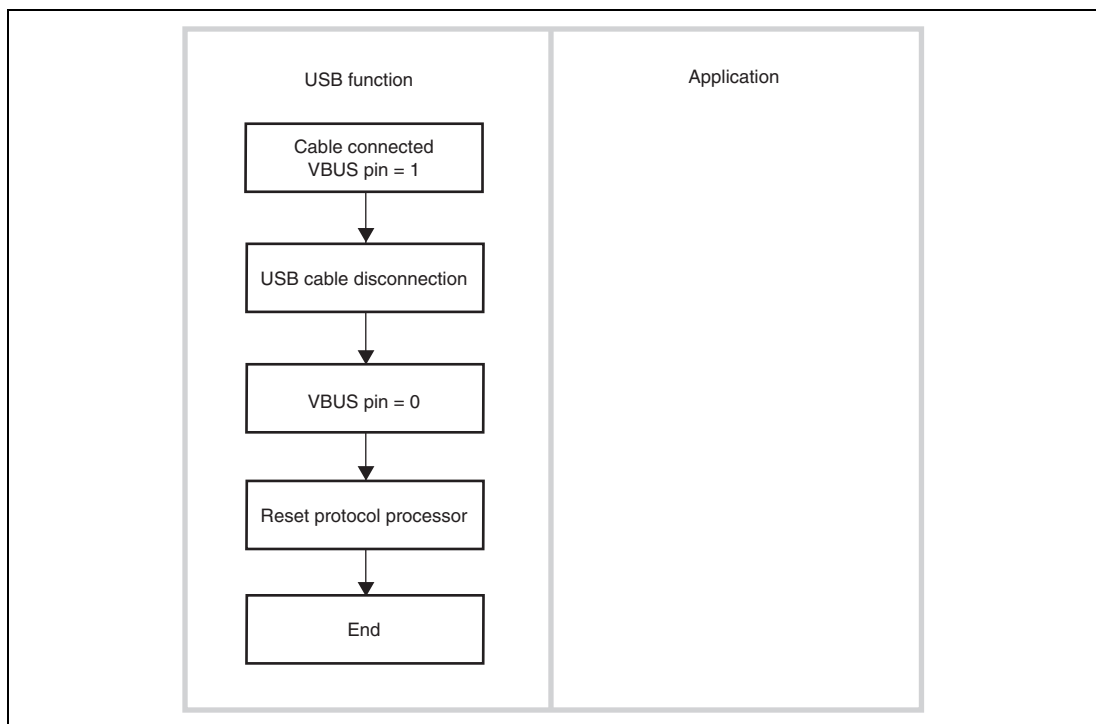 USB function
Application
Cable connected
VBUS pin = 1
USB cable disconnection
VBUS pin = 0
Reset protocol processor
End